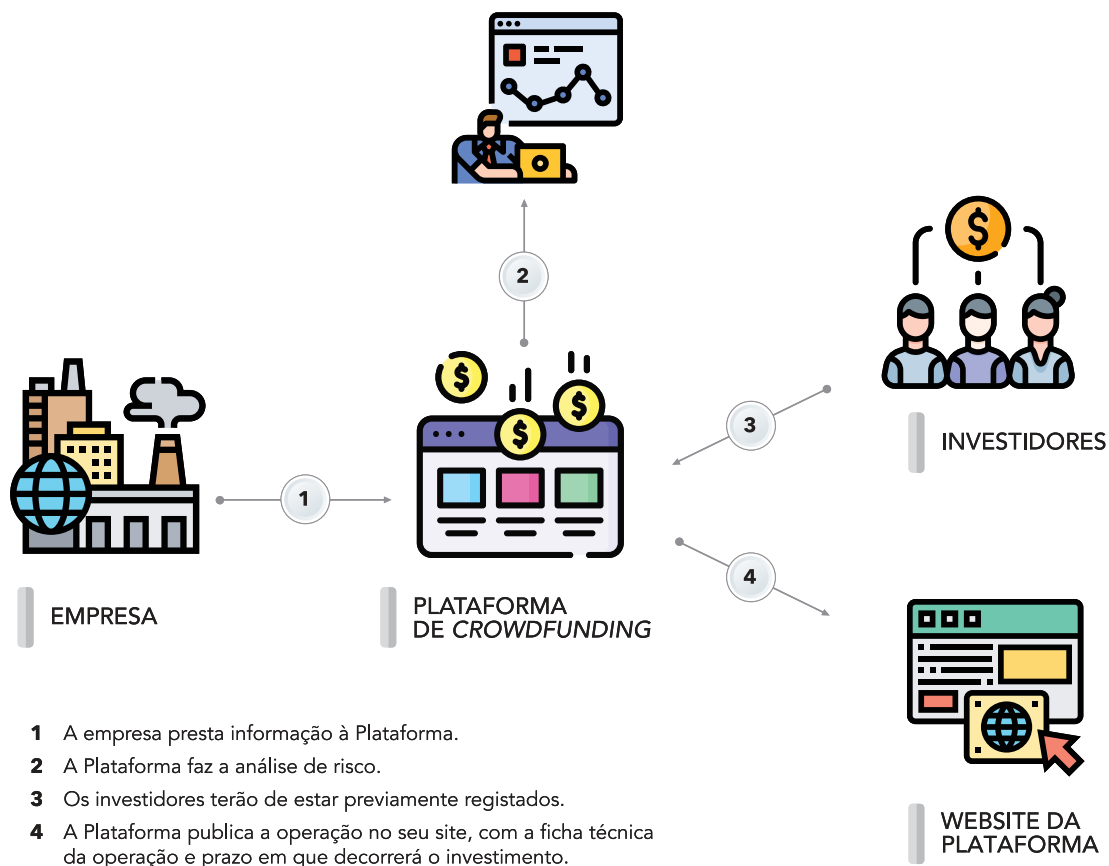 2
INVESTIDORES
3
1
4
EMPRESA
PLATAFORMA
DE CROWDFUNDING
WEBSITE DA
PLATAFORMA
1 A empresa presta informação à Plataforma.
2 A Plataforma faz a análise de risco.
3 Os investidores terão de estar previamente registados.
4 A Plataforma publica a operação no seu site, com a ficha técnica
da operação e prazo em que decorrerá o investimento.